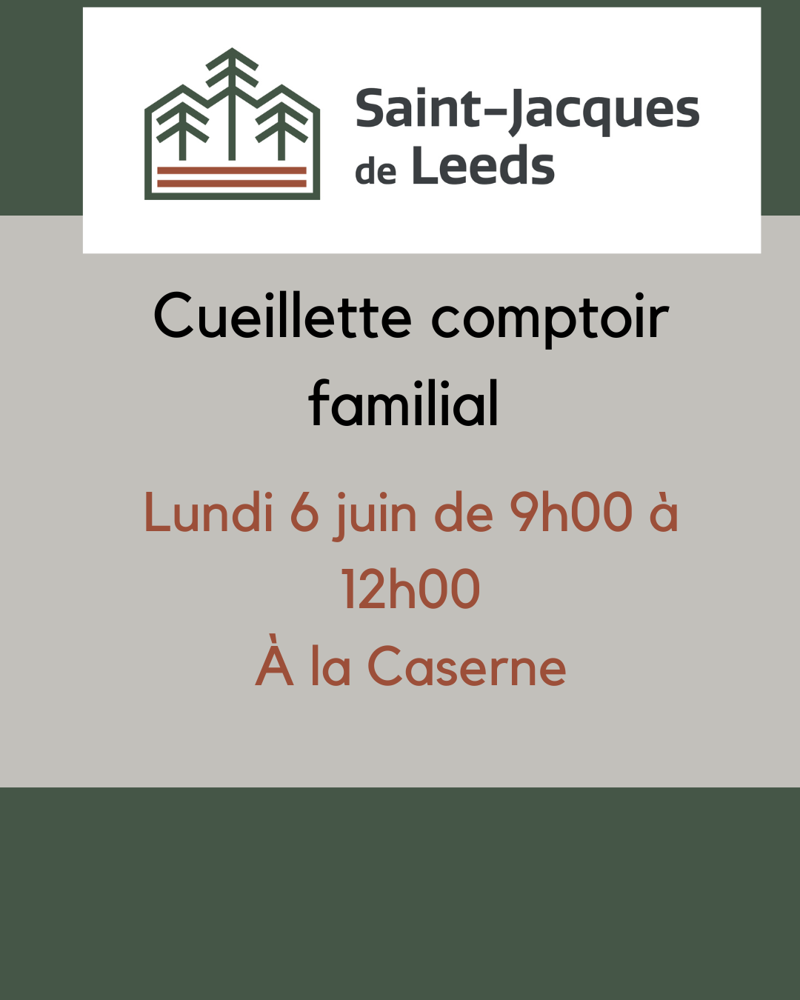 Saint-Jacques
de Leeds
Cueillette comptoir
familial
Lundi 6 juin de 9h00 à
12h00
À la Caserne